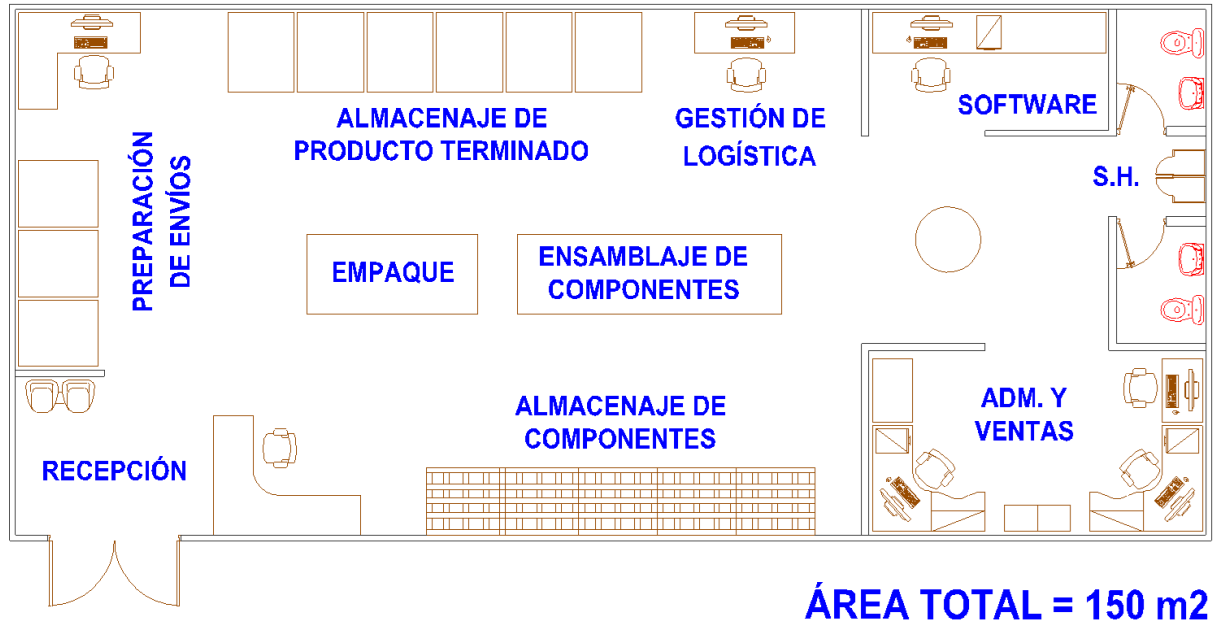 ALMACENAJE DE
PRODUCTO TERMINADO
GESTIÓN DE
LOGÍSTICA
SOFTWARE
PREPARACIÓN
DE ENVÍOS
S.H.
EMPAQUE
ENSAMBLAJE DE
COMPONENTES
ALMACENAJE DE
COMPONENTES
ADM. Y
VENTAS
RECEPCIÓN
ÁREA TOTAL = 150 m2